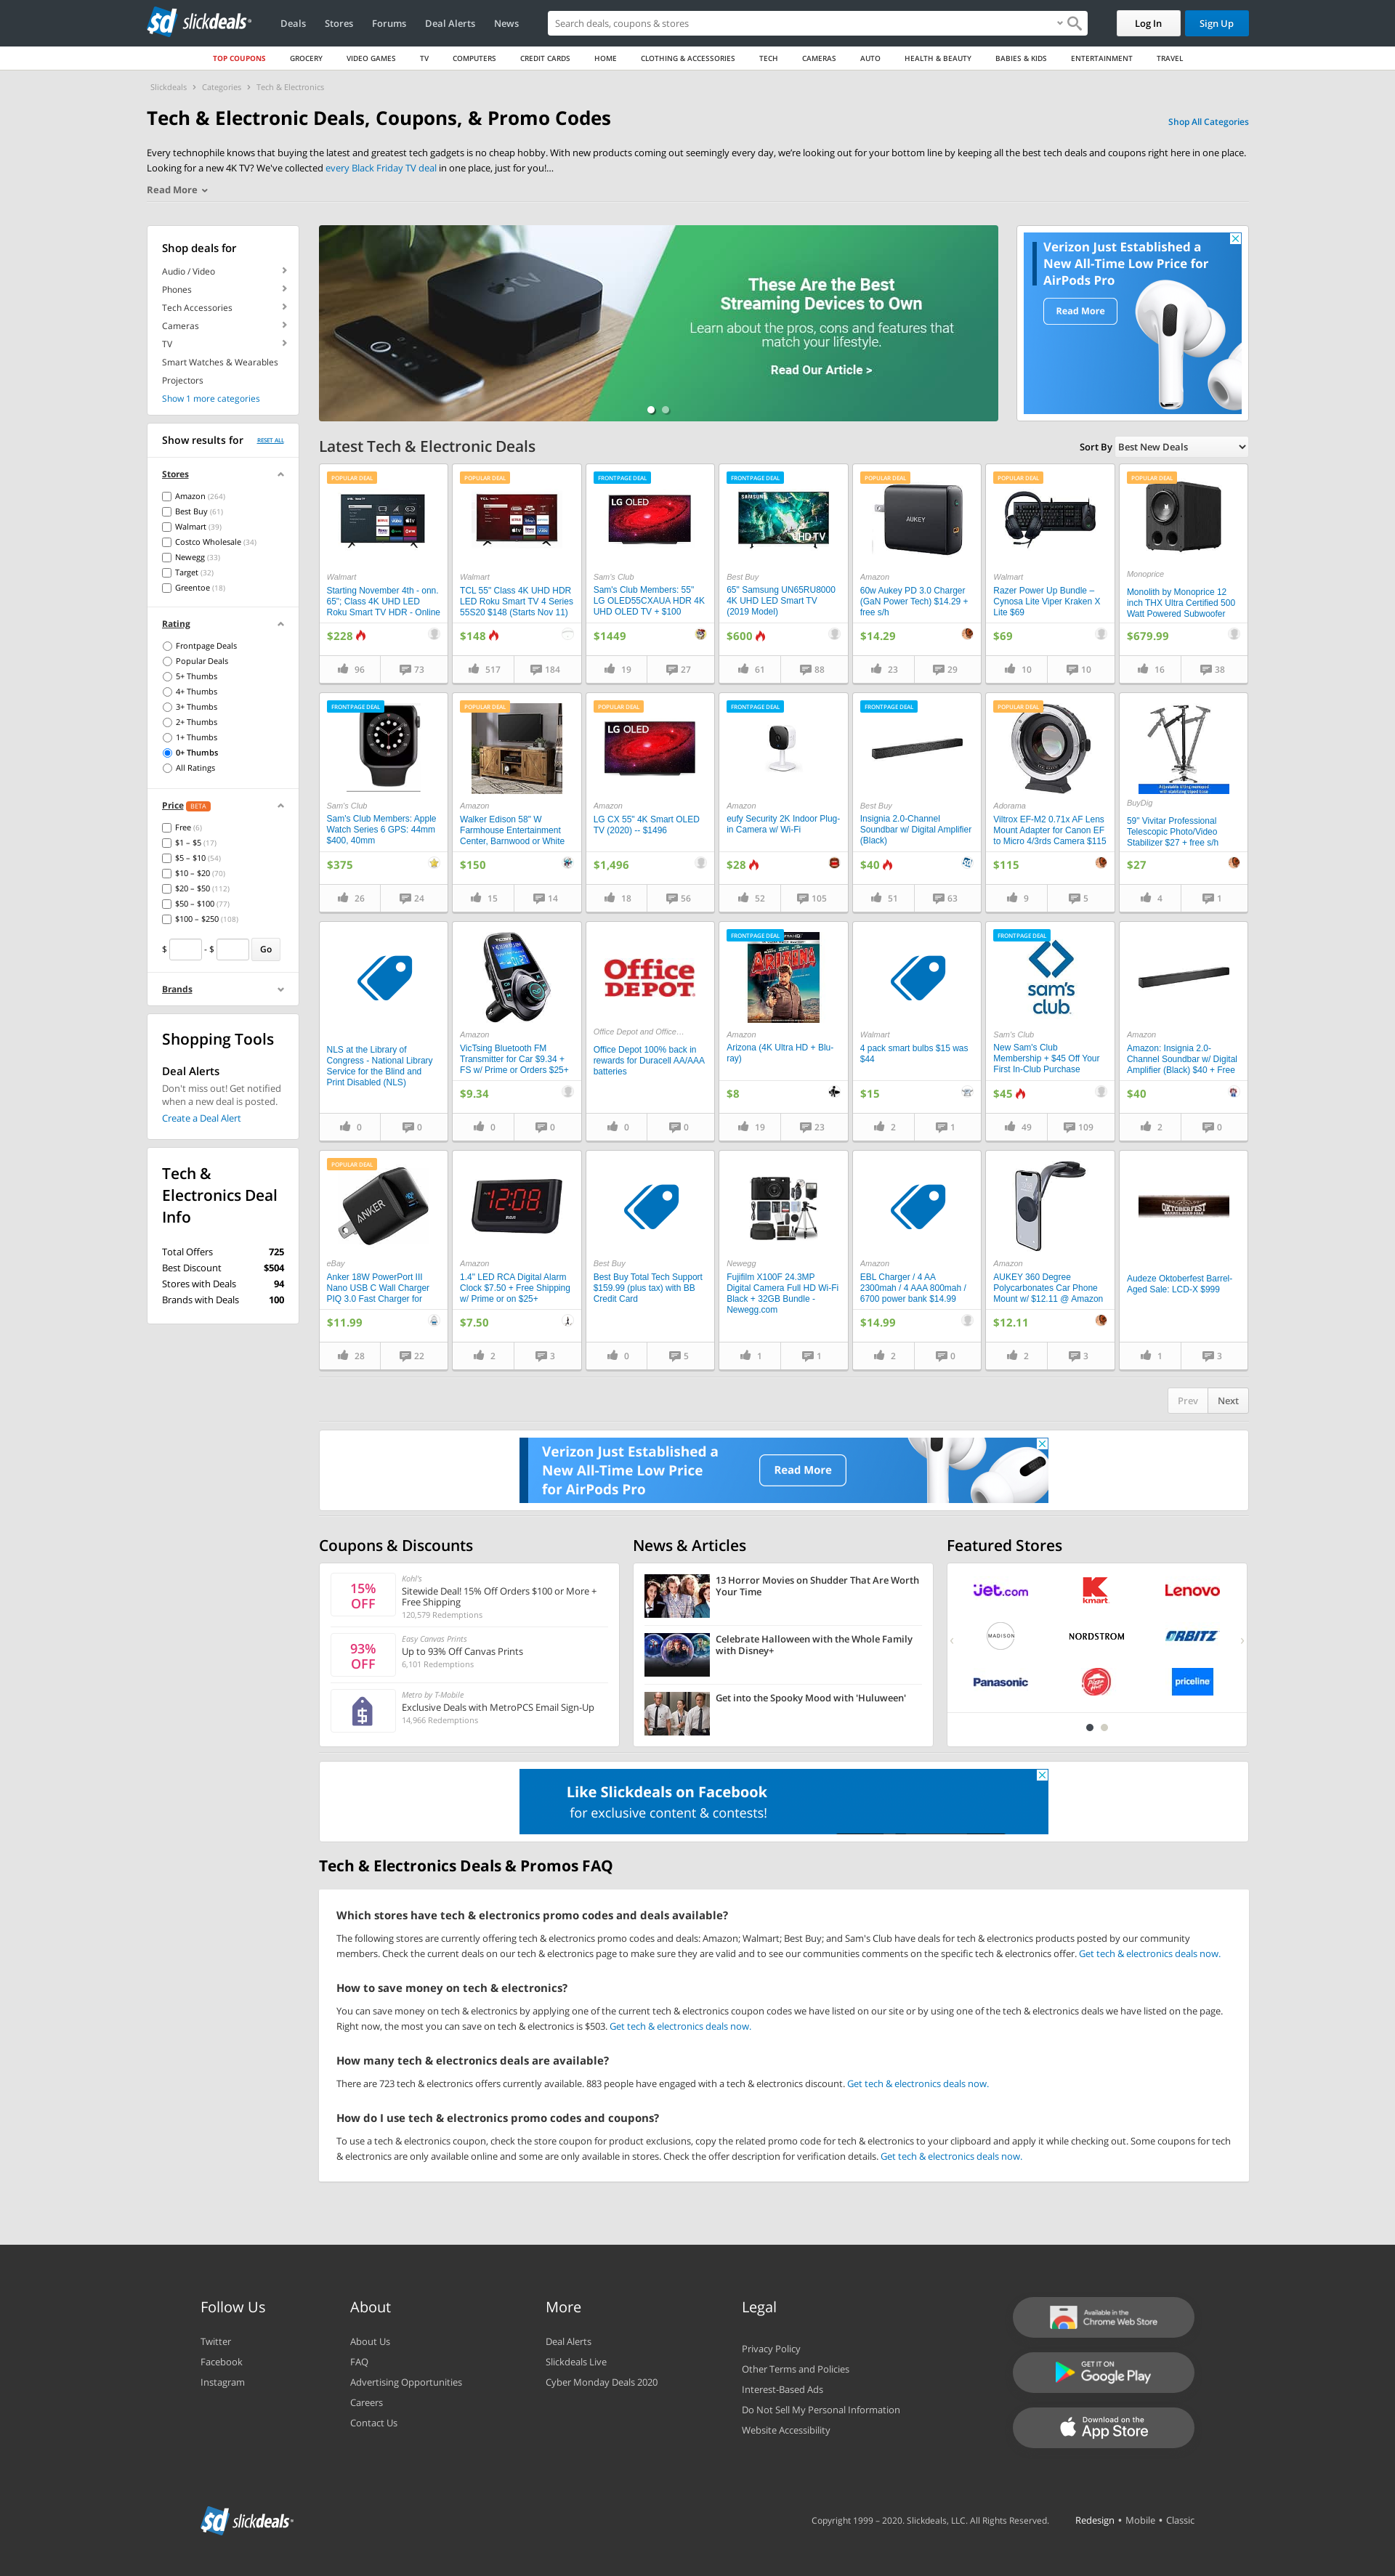 slickdeals
Deals
Stores
Forums
Deal Alerts
News
Search deals, coupons & stores
Log In
Sign Up
TOP COUPONS
GROCERY
VIDEO GAMES
TV
COMPUTERS
CREDIT CARDS
HOME
CLOTHING & ACCESSORIES
TECH
CAMERAS
AUTO
HEALTH & BEAUTY
BABIES & KIDS
ENTERTAINMENT
TRAVEL
Slickdeals › Categories › Tech & Electronics
Tech & Electronic Deals, Coupons, & Promo Codes
Shop All Categories
Every technophile knows that buying the latest and greatest tech gadgets is no cheap hobby. With new products coming out seemingly every day, we're looking out for your bottom line by keeping all the best tech deals and coupons right here in one place.
Looking for a new 4K TV? We've collected every Black Friday TV deal in one place, just for you!...
Read More
Shop deals for
Audio / Video
Phones
Tech Accessories
Cameras
TV
Smart Watches & Wearables
Projectors
Show 1 more categories
Show results for
RESET ALL
Stores
Amazon (264)
Best Buy (61)
Walmart (39)
Costco Wholesale (34)
Newegg (33)
Target (32)
Greentoe (18)
Rating
Frontpage Deals
Popular Deals
5+ Thumbs
4+ Thumbs
3+ Thumbs
2+ Thumbs
1+ Thumbs
0+ Thumbs
All Ratings
Price BETA
Free (6)
$1 – $5 (17)
$5 – $10 (54)
$10 – $20 (70)
$20 – $50 (112)
$50 – $100 (77)
$100 – $250 (108)
$ - $ Go
Brands
Shopping Tools
Deal Alerts
Don't miss out! Get notified
when a new deal is posted.
Create a Deal Alert
Tech &
Electronics Deal
Info
Total Offers 725
Best Discount $504
Stores with Deals 94
Brands with Deals 100
These Are the Best
Streaming Devices to Own
Learn about the pros, cons and features that
match your lifestyle.
Read Our Article >
Verizon Just Established a
New All-Time Low Price for
AirPods Pro
Read More
Latest Tech & Electronic Deals
Sort By Best New Deals
POPULAR DEAL
Walmart
Starting November 4th - onn.
65"; Class 4K UHD LED
Roku Smart TV HDR - Online
$228
96
73
POPULAR DEAL
TCL
Walmart
TCL 55" Class 4K UHD HDR
LED Roku Smart TV 4 Series
55S20 $148 (Starts Nov 11)
$148
517
184
FRONTPAGE DEAL
LG OLED
Sam's Club
Sam's Club Members: 55"
LG OLED55CXAUA HDR 4K
UHD OLED TV + $100
$1449
19
27
FRONTPAGE DEAL
SAMSUNG
UHD TV
Best Buy
65" Samsung UN65RU8000
4K UHD LED Smart TV
(2019 Model)
$600
61
88
POPULAR DEAL
AUKEY
Amazon
60w Aukey PD 3.0 Charger
(GaN Power Tech) $14.29 +
free s/h
$14.29
23
29
POPULAR DEAL
Walmart
Razer Power Up Bundle –
Cynosa Lite Viper Kraken X
Lite $69
$69
10
10
POPULAR DEAL
Monoprice
Monolith by Monoprice 12
inch THX Ultra Certified 500
Watt Powered Subwoofer
$679.99
16
38
FRONTPAGE DEAL
Sam's Club
Sam's Club Members: Apple
Watch Series 6 GPS: 44mm
$400, 40mm
$375
26
24
POPULAR DEAL
Amazon
Walker Edison 58" W
Farmhouse Entertainment
Center, Barnwood or White
$150
15
14
POPULAR DEAL
LG OLED
Amazon
LG CX 55" 4K Smart OLED
TV (2020) -- $1496
$1,496
18
56
FRONTPAGE DEAL
Amazon
eufy Security 2K Indoor Plug-
in Camera w/ Wi-Fi
$28
52
105
FRONTPAGE DEAL
Best Buy
Insignia 2.0-Channel
Soundbar w/ Digital Amplifier
(Black)
$40
51
63
POPULAR DEAL
Adorama
Viltrox EF-M2 0.71x AF Lens
Mount Adapter for Canon EF
to Micro 4/3rds Camera $115
$115
9
5
BuyDig
59" Vivitar Professional
Telescopic Photo/Video
Stabilizer $27 + free s/h
$27
4
1
NLS at the Library of
Congress - National Library
Service for the Blind and
Print Disabled (NLS)
0
0
Amazon
VicTsing Bluetooth FM
Transmitter for Car $9.34 +
FS w/ Prime or Orders $25+
$9.34
0
0
Office
DEPOT
Office Depot and Office…
Office Depot 100% back in
rewards for Duracell AA/AAA
batteries
0
0
FRONTPAGE DEAL
ARIZONA
Amazon
Arizona (4K Ultra HD + Blu-
ray)
$8
19
23
Walmart
4 pack smart bulbs $15 was
$44
$15
2
1
FRONTPAGE DEAL
sam's
club
Sam's Club
New Sam's Club
Membership + $45 Off Your
First In-Club Purchase
$45
49
109
Amazon
Amazon: Insignia 2.0-
Channel Soundbar w/ Digital
Amplifier (Black) $40 + Free
$40
2
0
POPULAR DEAL
ANKER
eBay
Anker 18W PowerPort III
Nano USB C Wall Charger
PIQ 3.0 Fast Charger for
$11.99
28
22
12:08
RCA
Amazon
1.4" LED RCA Digital Alarm
Clock $7.50 + Free Shipping
w/ Prime or on $25+
$7.50
2
3
Best Buy
Best Buy Total Tech Support
$159.99 (plus tax) with BB
Credit Card
0
5
Newegg
Fujifilm X100F 24.3MP
Digital Camera Full HD Wi-Fi
Black + 32GB Bundle -
Newegg.com
1
1
Amazon
EBL Charger / 4 AA
2300mah / 4 AAA 800mah /
6700 power bank $14.99
$14.99
2
0
Amazon
AUKEY 360 Degree
Polycarbonates Car Phone
Mount w/ $12.11 @ Amazon
$12.11
2
3
OKTOBERFEST
Audeze Oktoberfest Barrel-
Aged Sale: LCD-X $999
1
3
Prev
Next
Verizon Just Established a
New All-Time Low Price
for AirPods Pro
Read More
Coupons & Discounts
15%
OFF
Kohl's
Sitewide Deal! 15% Off Orders $100 or More +
Free Shipping
120,579 Redemptions
93%
OFF
Easy Canvas Prints
Up to 93% Off Canvas Prints
6,101 Redemptions
Metro by T-Mobile
Exclusive Deals with MetroPCS Email Sign-Up
14,966 Redemptions
News & Articles
13 Horror Movies on Shudder That Are Worth
Your Time
Celebrate Halloween with the Whole Family
with Disney+
Get into the Spooky Mood with 'Huluween'
Featured Stores
jet.com
kmart
Lenovo
MADISON
NORDSTROM
ORBITZ
Panasonic
Pizza Hut
priceline
Like Slickdeals on Facebook
for exclusive content & contests!
Tech & Electronics Deals & Promos FAQ
Which stores have tech & electronics promo codes and deals available?
The following stores are currently offering tech & electronics promo codes and deals: Amazon; Walmart; Best Buy; and Sam's Club have deals for tech & electronics products posted by our community
members. Check the current deals on our tech & electronics page to make sure they are valid and to see our communities comments on the specific tech & electronics offer. Get tech & electronics deals now.
How to save money on tech & electronics?
You can save money on tech & electronics by applying one of the current tech & electronics coupon codes we have listed on our site or by using one of the tech & electronics deals we have listed on the page.
Right now, the most you can save on tech & electronics is $503. Get tech & electronics deals now.
How many tech & electronics deals are available?
There are 723 tech & electronics offers currently available. 883 people have engaged with a tech & electronics discount. Get tech & electronics deals now.
How do I use tech & electronics promo codes and coupons?
To use a tech & electronics coupon, check the store coupon for product exclusions, copy the related promo code for tech & electronics to your clipboard and apply it while checking out. Some coupons for tech
& electronics are only available online and some are only available in stores. Check the offer description for verification details. Get tech & electronics deals now.
Follow Us
Twitter
Facebook
Instagram
About
About Us
FAQ
Advertising Opportunities
Careers
Contact Us
More
Deal Alerts
Slickdeals Live
Cyber Monday Deals 2020
Legal
Privacy Policy
Other Terms and Policies
Interest-Based Ads
Do Not Sell My Personal Information
Website Accessibility
Available in the
Chrome Web Store
GET IT ON
Google Play
Download on the
App Store
slickdeals
Copyright 1999 – 2020. Slickdeals, LLC. All Rights Reserved.
Redesign • Mobile • Classic